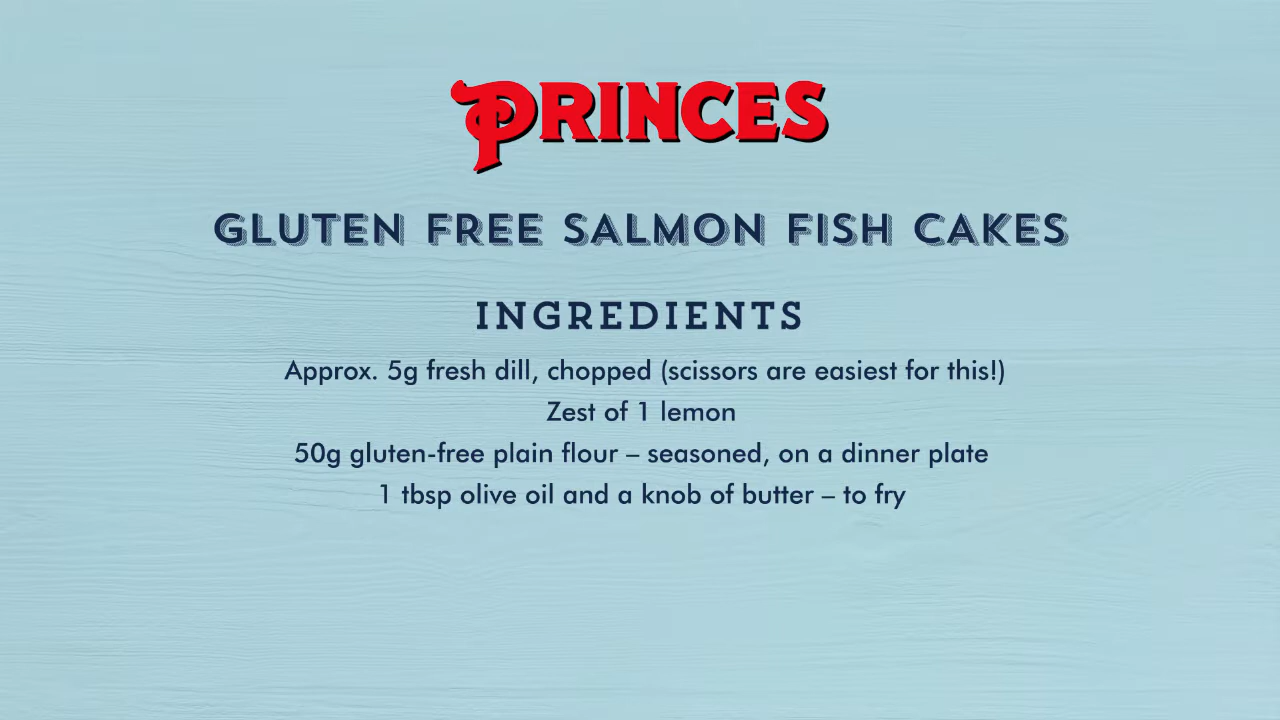 PRINCES
GLUTEN FREE SALMON FISH CAKES
INGREDIENTS
Approx. 5g fresh dill, chopped (scissors are easiest for this!)
Zest of 1 lemon
50g gluten-free plain flour – seasoned, on a dinner plate
1 tbsp olive oil and a knob of butter – to fry